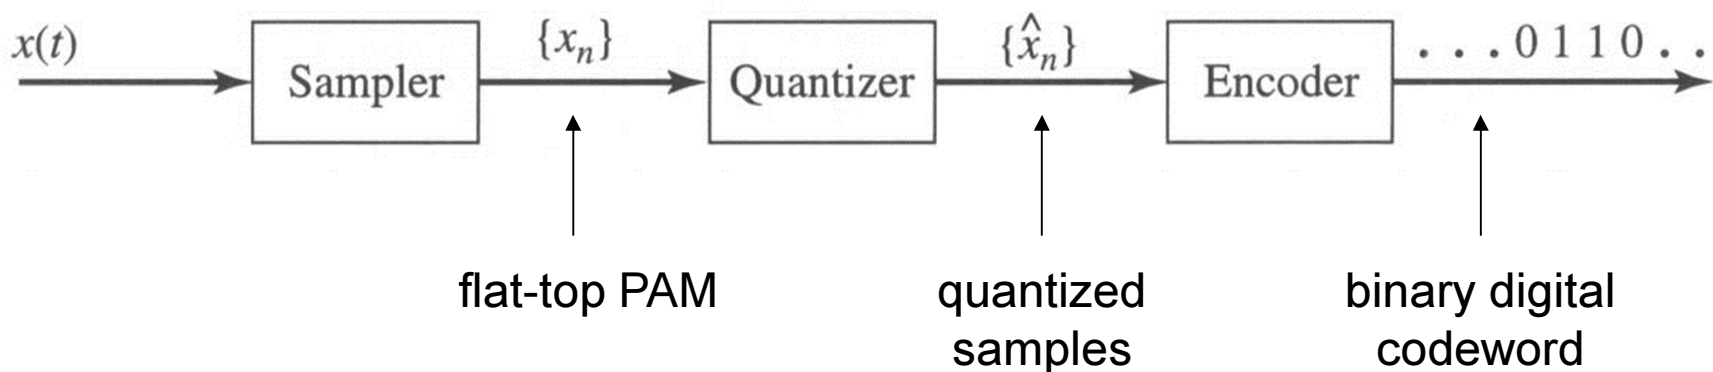 x(t)
Sampler
{xₙ}
Quantizer
{x̂ₙ}
Encoder
. . . 0 1 1 0 . .
flat-top PAM
quantized
samples
binary digital
codeword